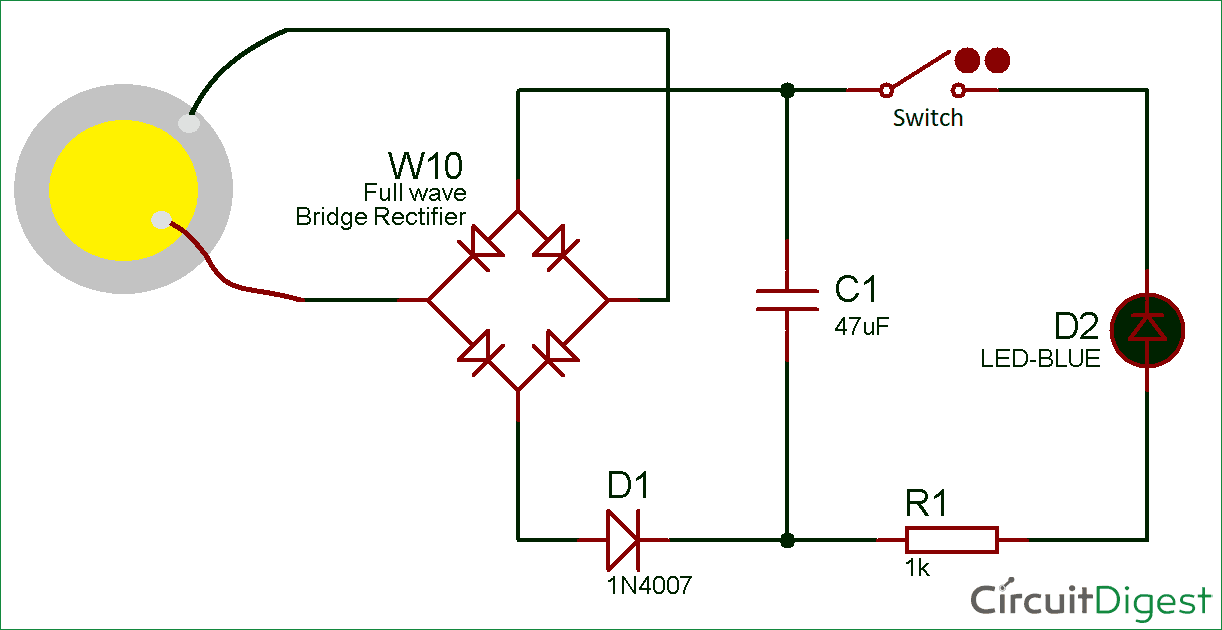 Switch
W10
Full wave
Bridge Rectifier
C1
47uF
D2
LED-BLUE
D1
1N4007
R1
1k
CircuitDigest